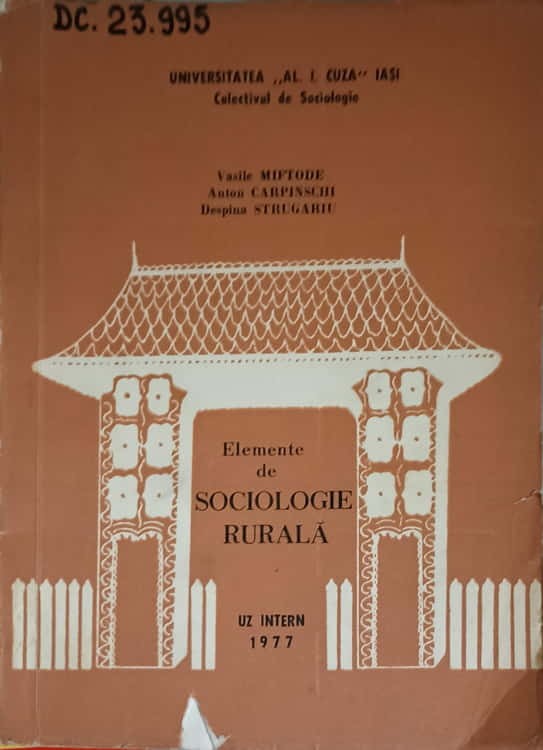 DC. 23.995
UNIVERSITATEA „AL. I. CUZA“ IAȘI
Colectivul de Sociologie
Vasile MIFTODE
Anton CARPINSCHI
Despina STRUGARIU
Elemente
de
SOCIOLOGIE
RURALĂ
UZ INTERN
1977